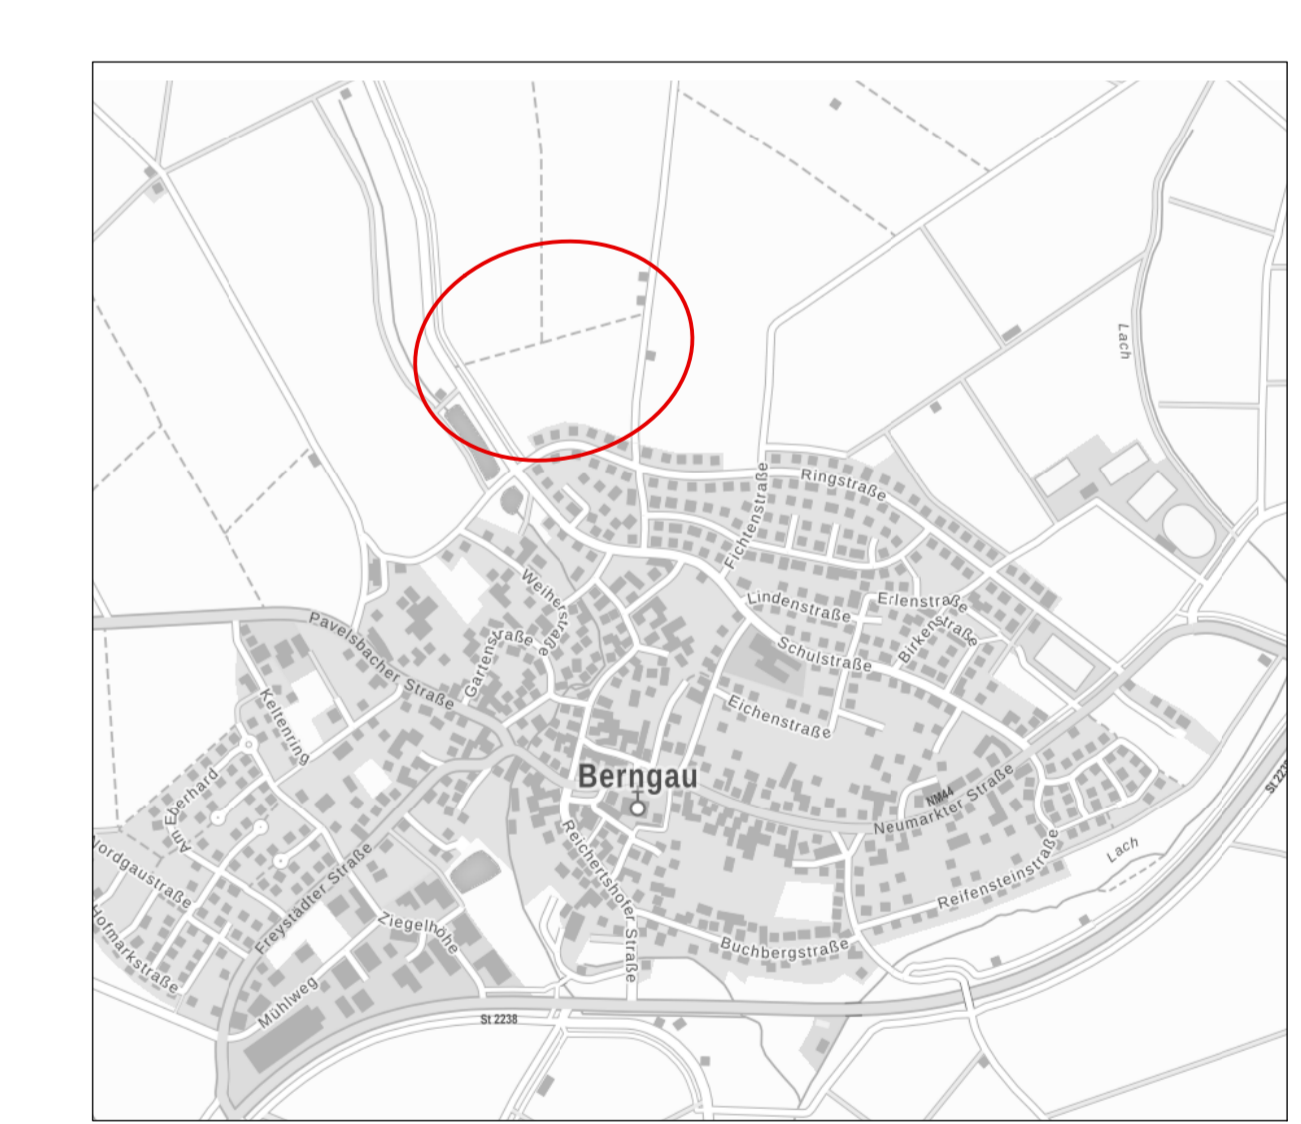 Lach
Ringstraße
Fichtenstraße
Weiherstraße
Lindenstraße
Erlenstraße
Birkenstraße
Pavelsbacher Straße
Gartenstraße
Schulstraße
Keltenring
Eichenstraße
Berngau
St 2238
Am Eberhard
NM44
Neumarkter Straße
Nordgaustraße
Reichertshofer Straße
Lach
Freystädter Straße
Reifensteinstraße
Hofmarkstraße
Ziegelhöhe
Buchbergstraße
Mühlweg
St 2238